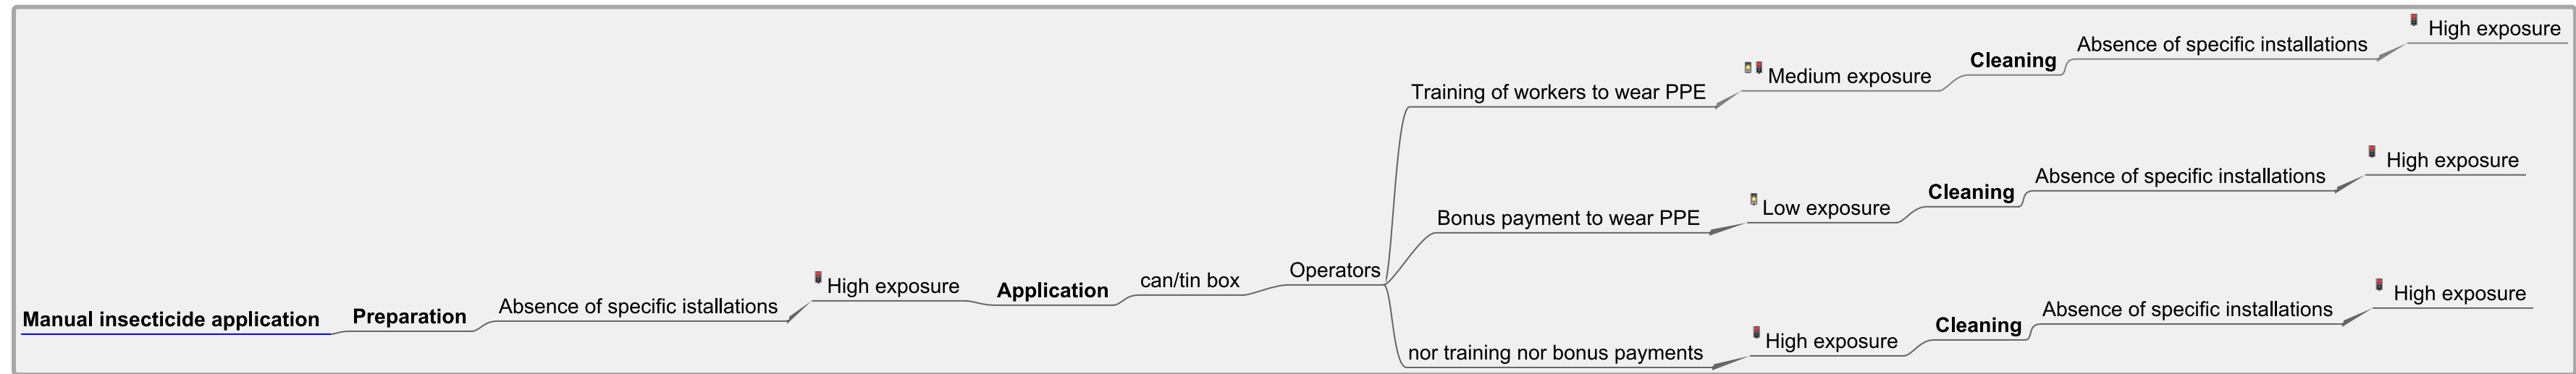 Manual insecticide application
Preparation
Absence of specific istallations
High exposure
Application
can/tin box
Operators
Training of workers to wear PPE
Medium exposure
Cleaning
Absence of specific installations
High exposure
Bonus payment to wear PPE
Low exposure
Cleaning
Absence of specific installations
High exposure
nor training nor bonus payments
High exposure
Cleaning
Absence of specific installations
High exposure